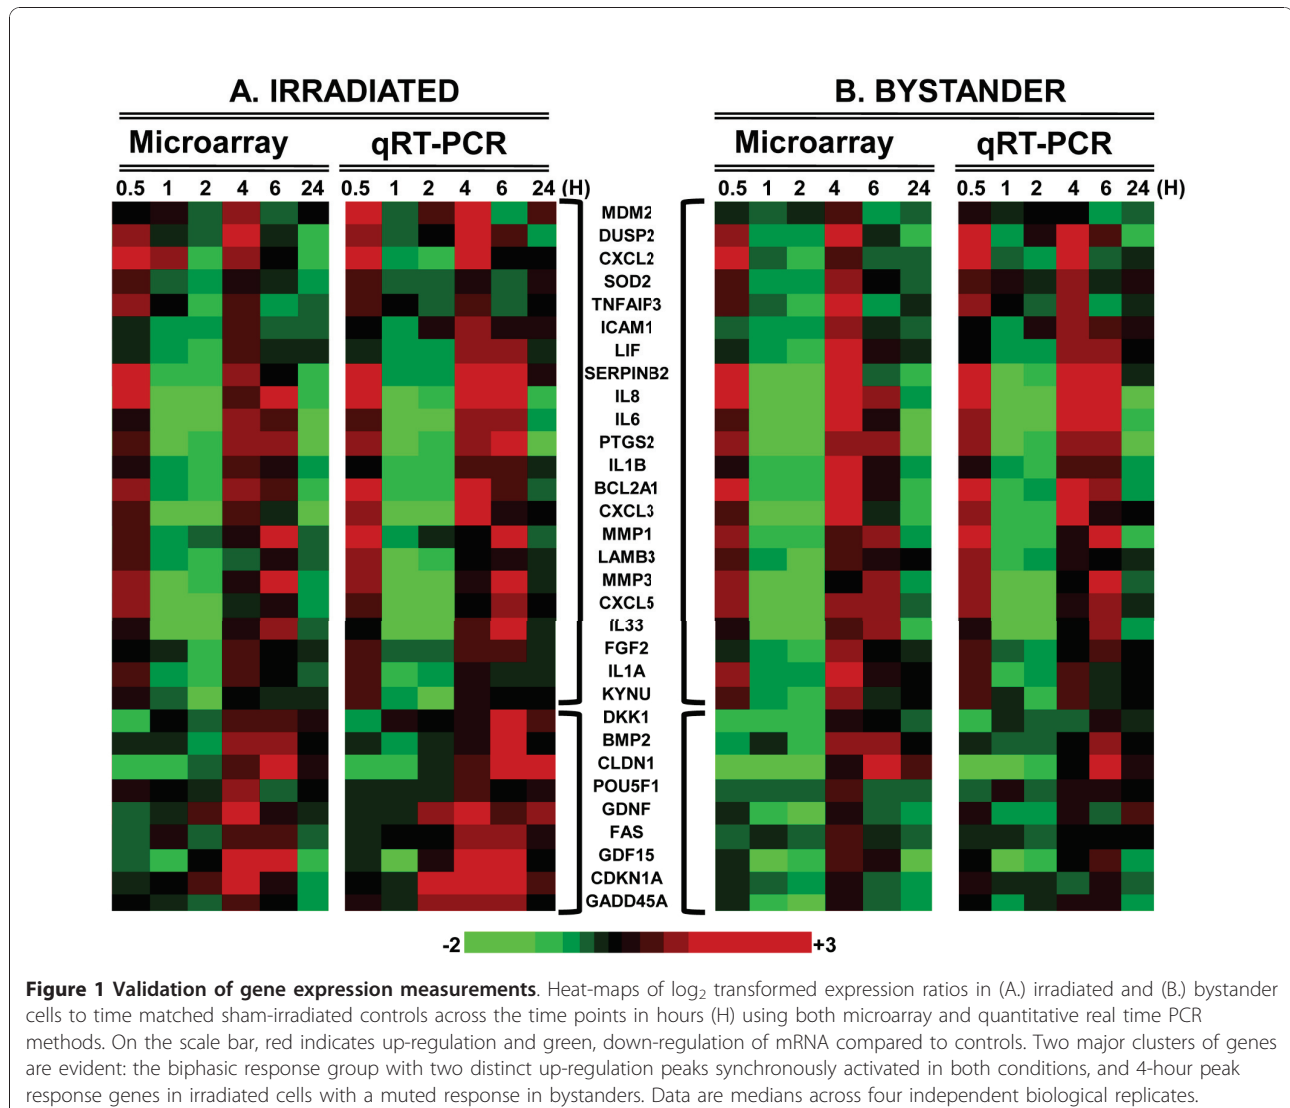 A. IRRADIATED
B. BYSTANDER
Microarray
qRT-PCR
Microarray
qRT-PCR
0.5 1 2 4 6 24
0.5 1 2 4 6 24 (H)
0.5 1 2 4 6 24
0.5 1 2 4 6 24 (H)
MDM2
DUSP2
CXCL2
SOD2
TNFAIP3
ICAM1
LIF
SERPINB2
IL8
IL6
PTGS2
IL1B
BCL2A1
CXCL3
MMP1
LAMB3
MMP3
CXCL5
IL33
FGF2
IL1A
KYNU
DKK1
BMP2
CLDN1
POU5F1
GDNF
FAS
GDF15
CDKN1A
GADD45A
-2 +3
Figure 1 Validation of gene expression measurements. Heat-maps of log₂ transformed expression ratios in (A.) irradiated and (B.) bystander
cells to time matched sham-irradiated controls across the time points in hours (H) using both microarray and quantitative real time PCR
methods. On the scale bar, red indicates up-regulation and green, down-regulation of mRNA compared to controls. Two major clusters of genes
are evident: the biphasic response group with two distinct up-regulation peaks synchronously activated in both conditions, and 4-hour peak
response genes in irradiated cells with a muted response in bystanders. Data are medians across four independent biological replicates.